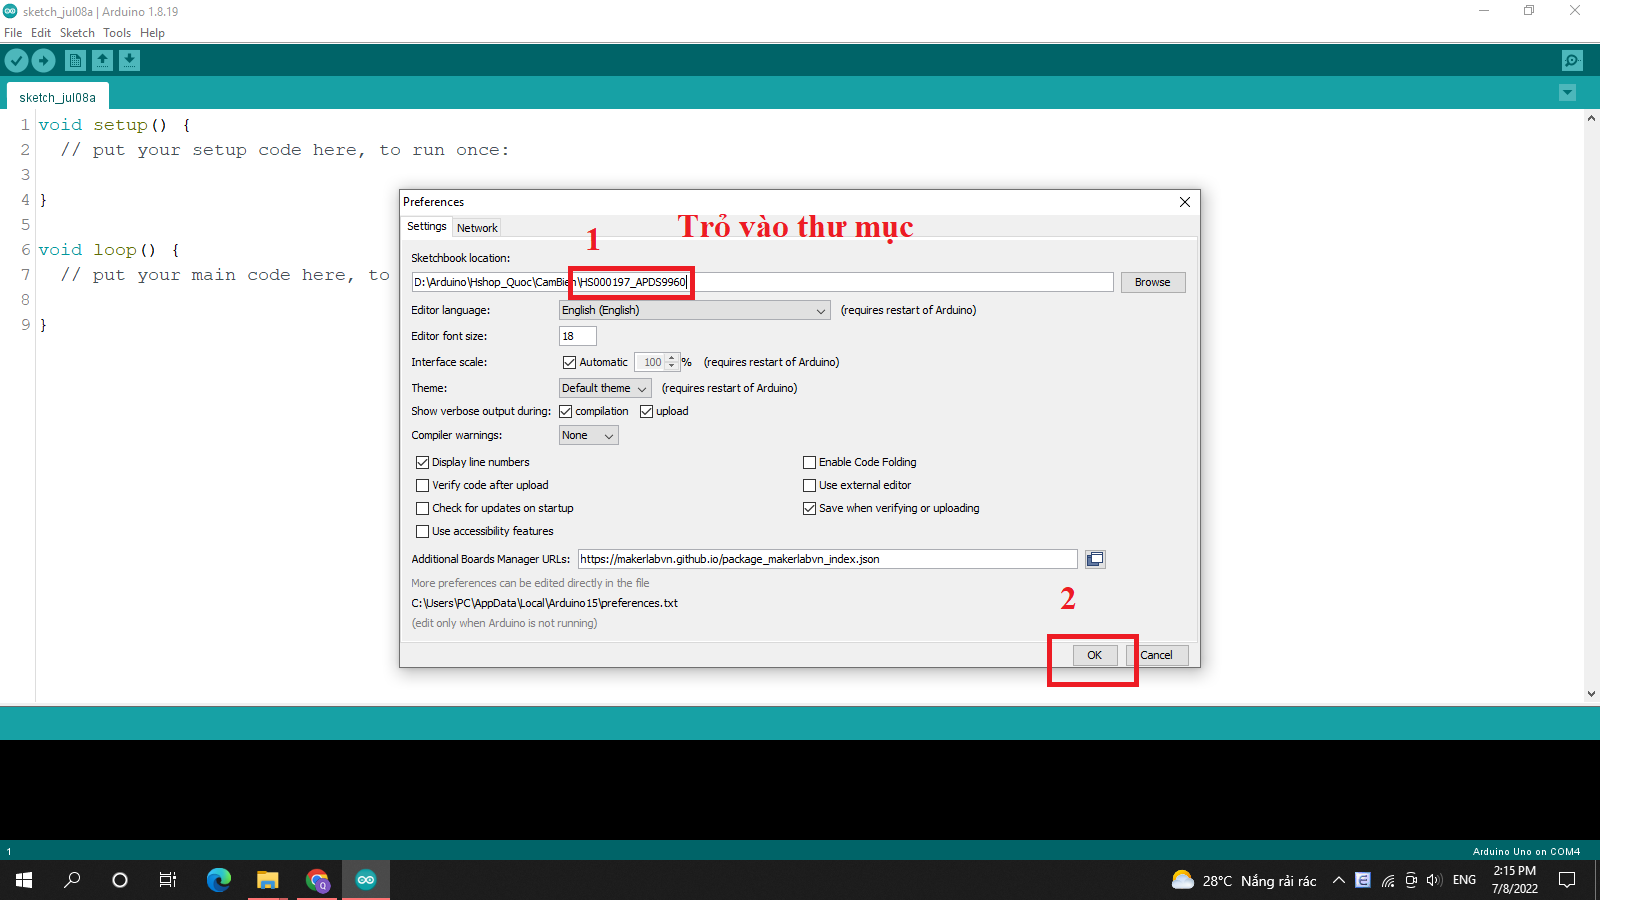 sketch_jul08a | Arduino 1.8.19
File Edit Sketch Tools Help
sketch_jul08a
1 void setup() {
2 // put your setup code here, to run once:
3
4 }
5
6 void loop() {
7 // put your main code here, to
8
9 }
Preferences
Settings Network
1 Trỏ vào thư mục
Sketchbook location:
D:\Arduino\Hshop_Quoc\CamBien\HS000197_APDS9960 Browse
Editor language: English (English) (requires restart of Arduino)
Editor font size: 18
Interface scale: Automatic 100 % (requires restart of Arduino)
Theme: Default theme (requires restart of Arduino)
Show verbose output during: compilation upload
Compiler warnings: None
Display line numbers Enable Code Folding
Verify code after upload Use external editor
Check for updates on startup Save when verifying or uploading
Use accessibility features
Additional Boards Manager URLs: https://makerlabvn.github.io/package_makerlabvn_index.json
More preferences can be edited directly in the file
C:\Users\PC\AppData\Local\Arduino15\preferences.txt
(edit only when Arduino is not running)
2
OK Cancel
1 Arduino Uno on COM4
28°C Nắng rải rác ENG 2:15 PM
7/8/2022